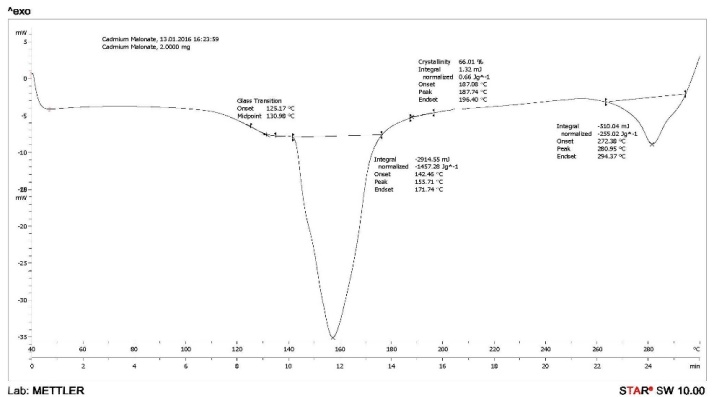 ^exo
mW
Cadmium Malonate, 13.01.2016 16:23:59
Cadmium Malonate, 2.0000 mg
5
0
-5
Glass Transition
Onset 125.17 °C
Midpoint 130.98 °C
Crystallinity 66.01 %
Integral 1.32 mJ
normalized 0.66 Jg^-1
Onset 187.08 °C
Peak 187.74 °C
Endset 196.40 °C
Integral -2914.55 mJ
normalized -1457.28 Jg^-1
Onset 142.46 °C
Peak 155.71 °C
Endset 171.74 °C
Integral -510.04 mJ
normalized -255.02 Jg^-1
Onset 272.38 °C
Peak 280.95 °C
Endset 294.37 °C
mW
-15
-20
-25
-30
-35
40 60 80 100 120 140 160 180 200 220 240 260 280 °C
0 2 4 6 8 10 12 14 16 18 20 22 24 min
Lab: METTLER
STARe SW 10.00